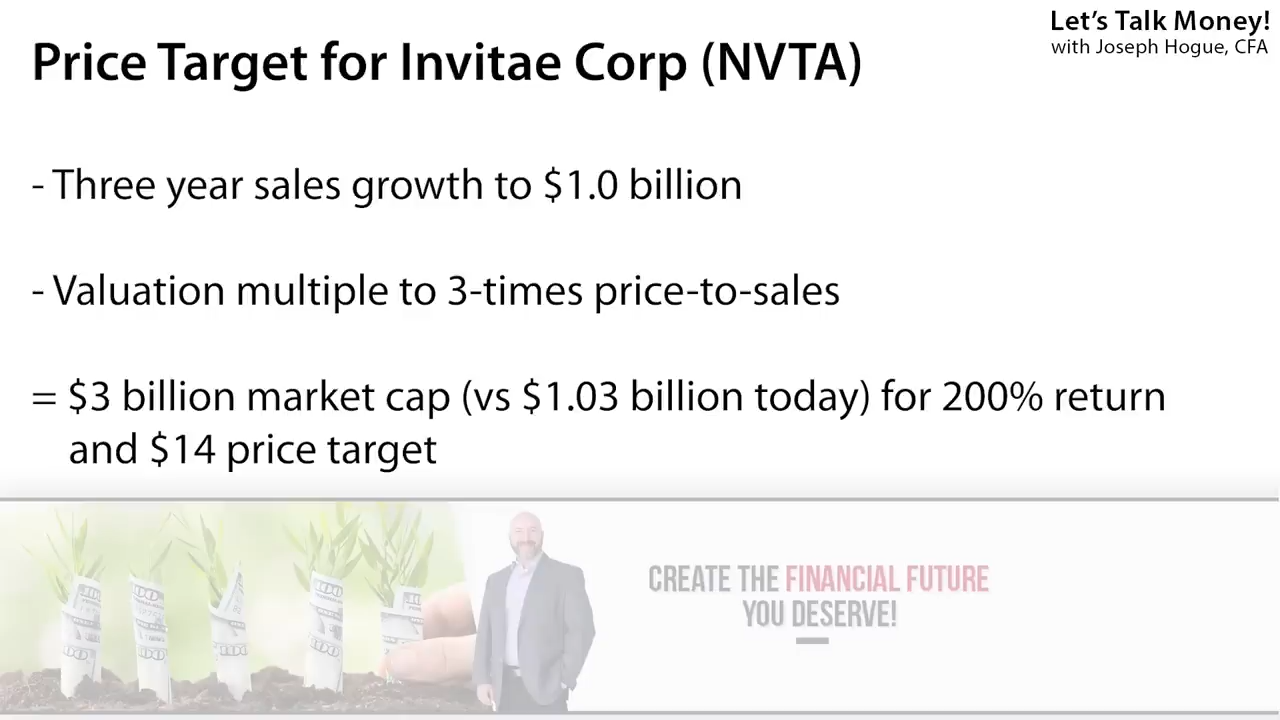 Let's Talk Money!
with Joseph Hogue, CFA
Price Target for Invitae Corp (NVTA)
- Three year sales growth to $1.0 billion
- Valuation multiple to 3-times price-to-sales
= $3 billion market cap (vs $1.03 billion today) for 200% return
and $14 price target
CREATE THE FINANCIAL FUTURE
YOU DESERVE!